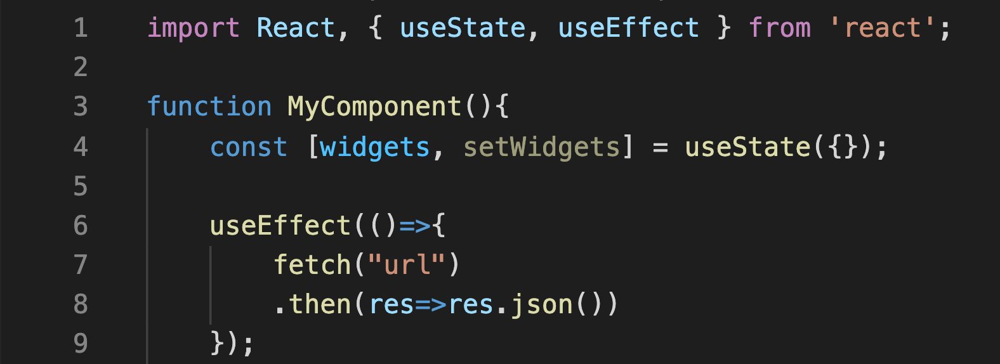 1 import React, { useState, useEffect } from 'react';
2
3 function MyComponent(){
4 const [widgets, setWidgets] = useState({});
5
6 useEffect(()=>{
7 fetch("url")
8 .then(res=>res.json())
9 });